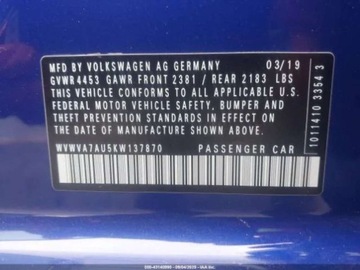 MFD BY VOLKSWAGEN AG GERMANY 03/19
GVWR 4453 GAWR FRONT 2381 / REAR 2183 LBS
THIS VEHICLE CONFORMS TO ALL APPLICABLE U.S.
FEDERAL MOTOR VEHICLE SAFETY, BUMPER AND
THEFT PREVENTION STANDARDS IN EFFECT ON
THE DATE OF MANUFACTURE SHOWN ABOVE.
WVWVA7AU5KW137870 PASSENGER CAR
1011410 3354 3